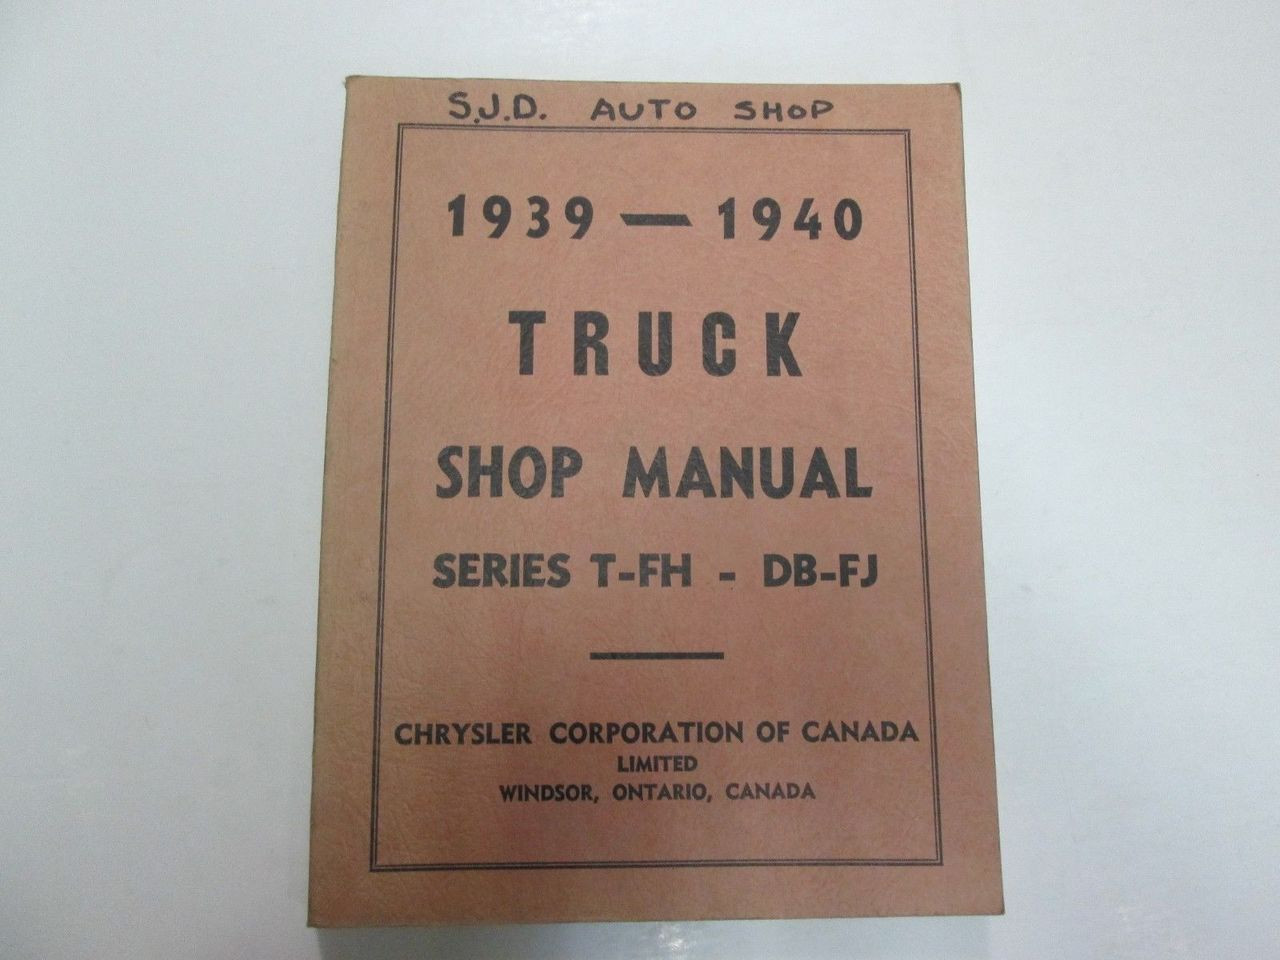 S.J.D. AUTO SHOP
1939 — 1940
TRUCK
SHOP MANUAL
SERIES T-FH - DB-FJ
CHRYSLER CORPORATION OF CANADA
LIMITED
WINDSOR, ONTARIO, CANADA